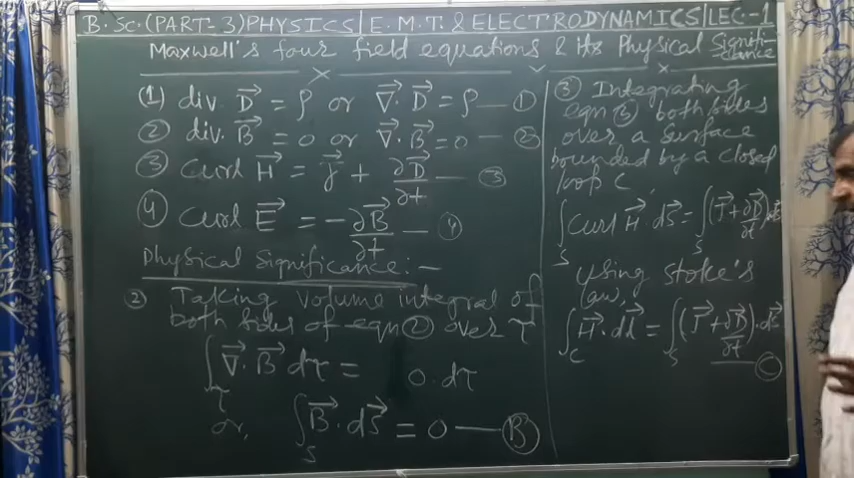 B.Sc.(PART-3)PHYSICS|E.M.T.&ELECTRODYNAMICS|LEC-1
Maxwell's four field equations & its Physical Significance
(1) div D⃗ = ρ or ∇⃗·D⃗ = ρ — ①
② div. B⃗ = 0 or ∇⃗·B⃗ = 0 — ②
③ curl H⃗ = J⃗ + ∂D⃗/∂t — ③
④ curl E⃗ = -∂B⃗/∂t — ④
Physical Significance:-
② Taking volume integral of
both sides of eqn ② over τ
∫τ ∇⃗·B⃗ dτ = 0·dτ
or, ∫S B⃗·dS⃗ = 0 — Ⓑ
③ Integrating
eqn ③ both sides
over a surface
bounded by a closed
loop C,
∫S Curl H⃗·dS⃗ = ∫S (J⃗+∂D⃗/∂t)·dS⃗
using Stoke's
law,
∫C H⃗·dl⃗ = ∫S (J⃗+∂D⃗/∂t)·dS⃗
— Ⓒ